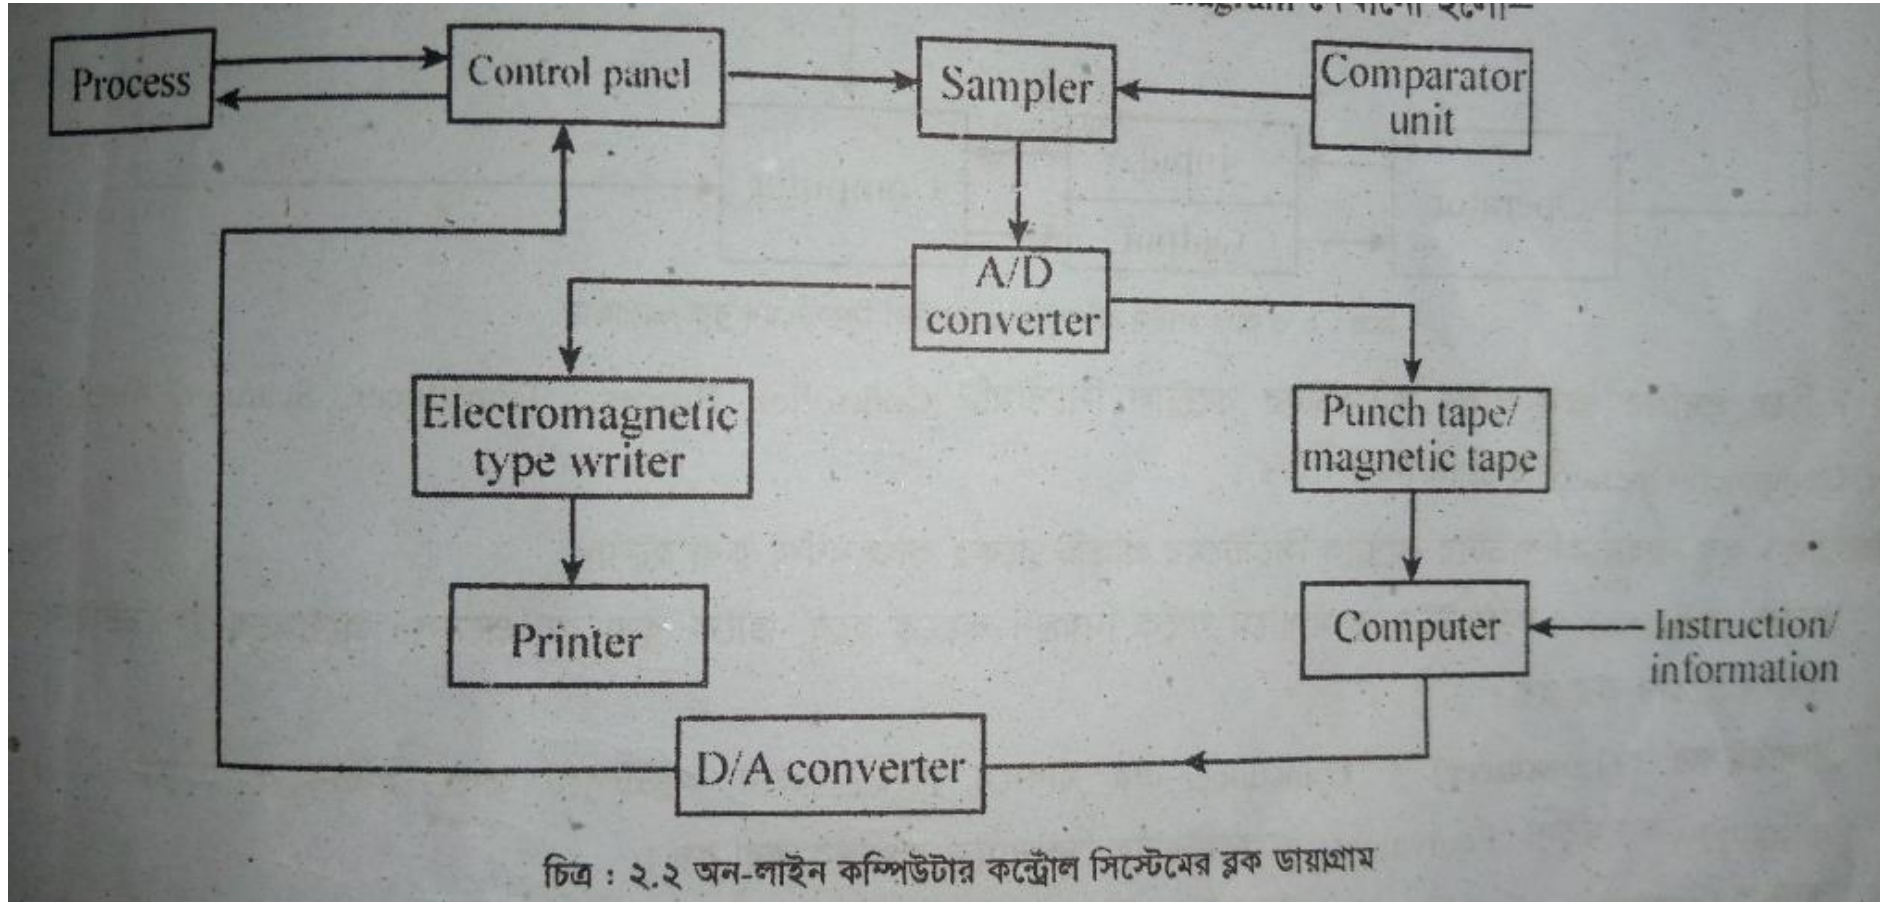 Process
Control panel
Sampler
Comparator
unit
A/D
converter
Electromagnetic
type writer
Punch tape/
magnetic tape
Printer
Computer
Instruction/
information
D/A converter
চিত্র : ২.২ অন-লাইন কম্পিউটার কন্ট্রোল সিস্টেমের ব্লক ডায়াগ্রাম